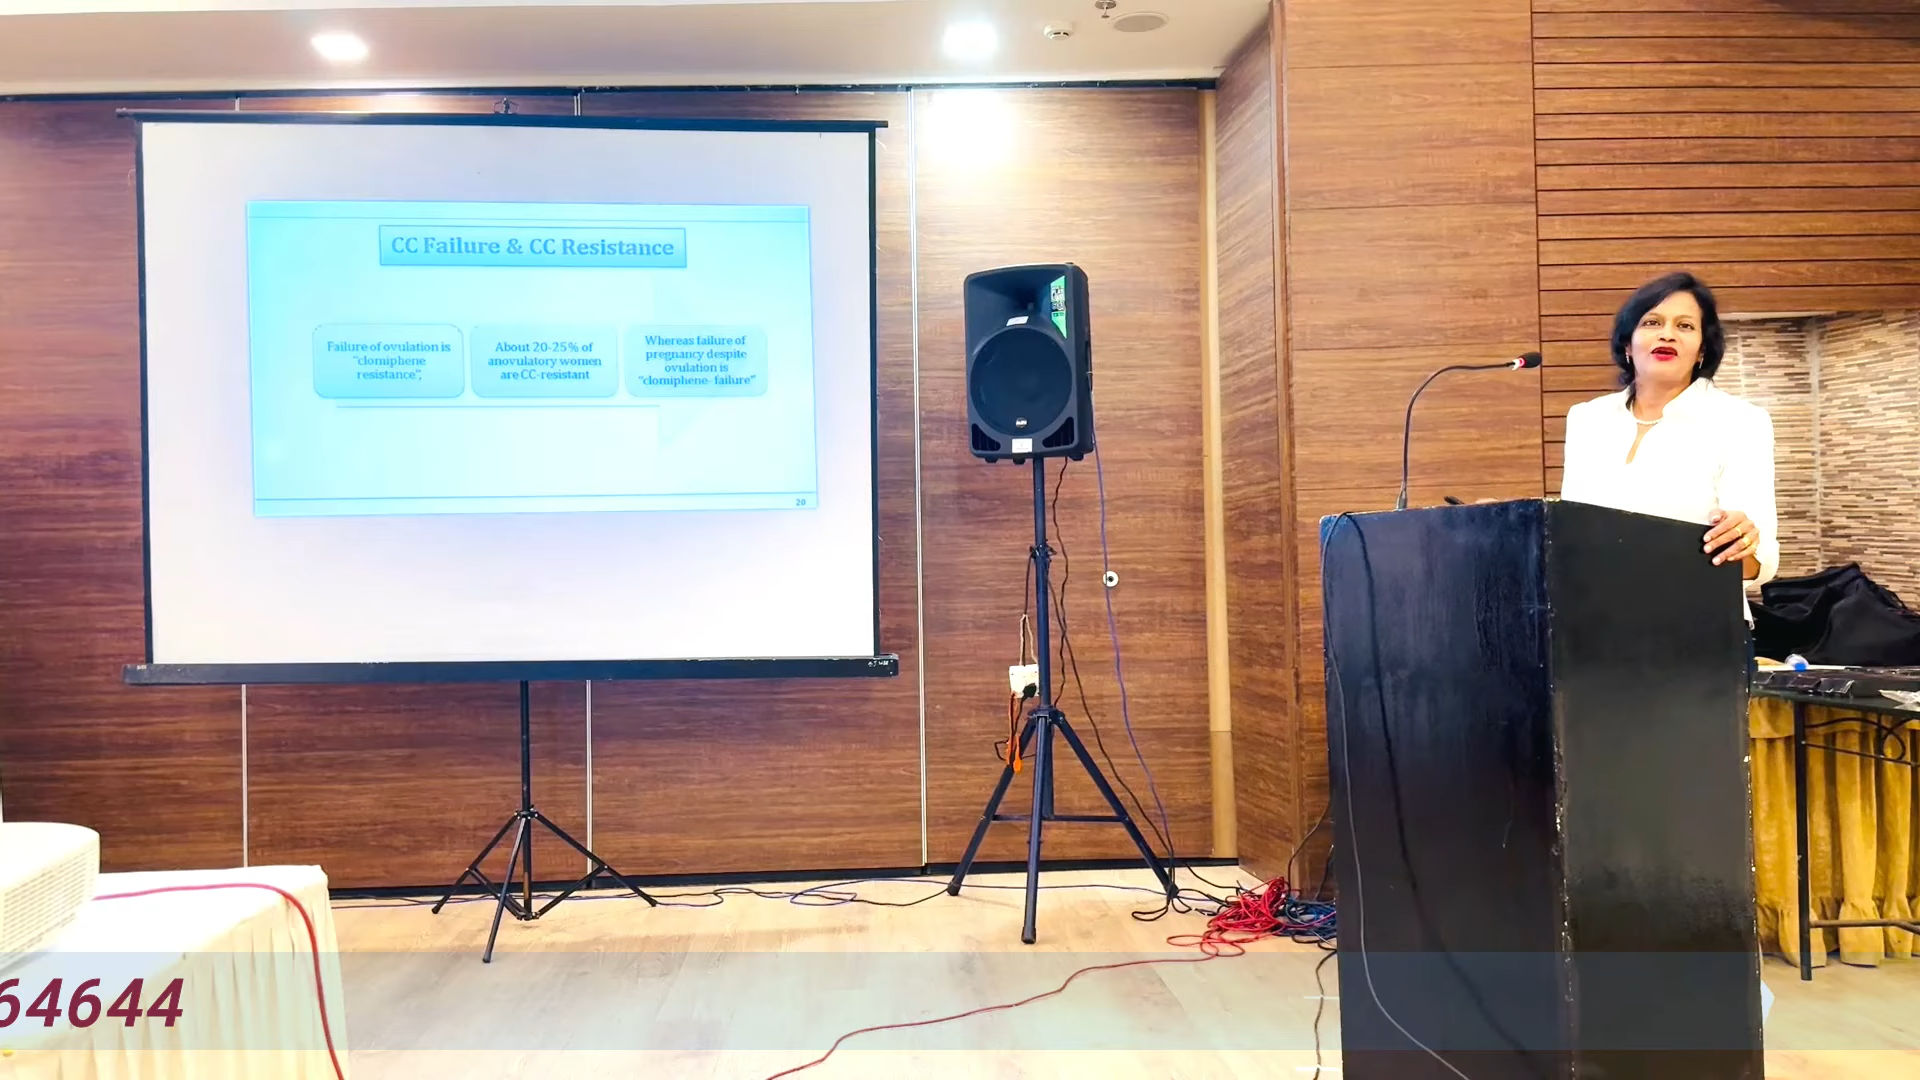 CC Failure & CC Resistance
Failure of ovulation is
"clomiphene
resistance",
About 20-25% of
anovulatory women
are CC-resistant
Whereas failure of
pregnancy despite
ovulation is
"clomiphene- failure"
20
64644